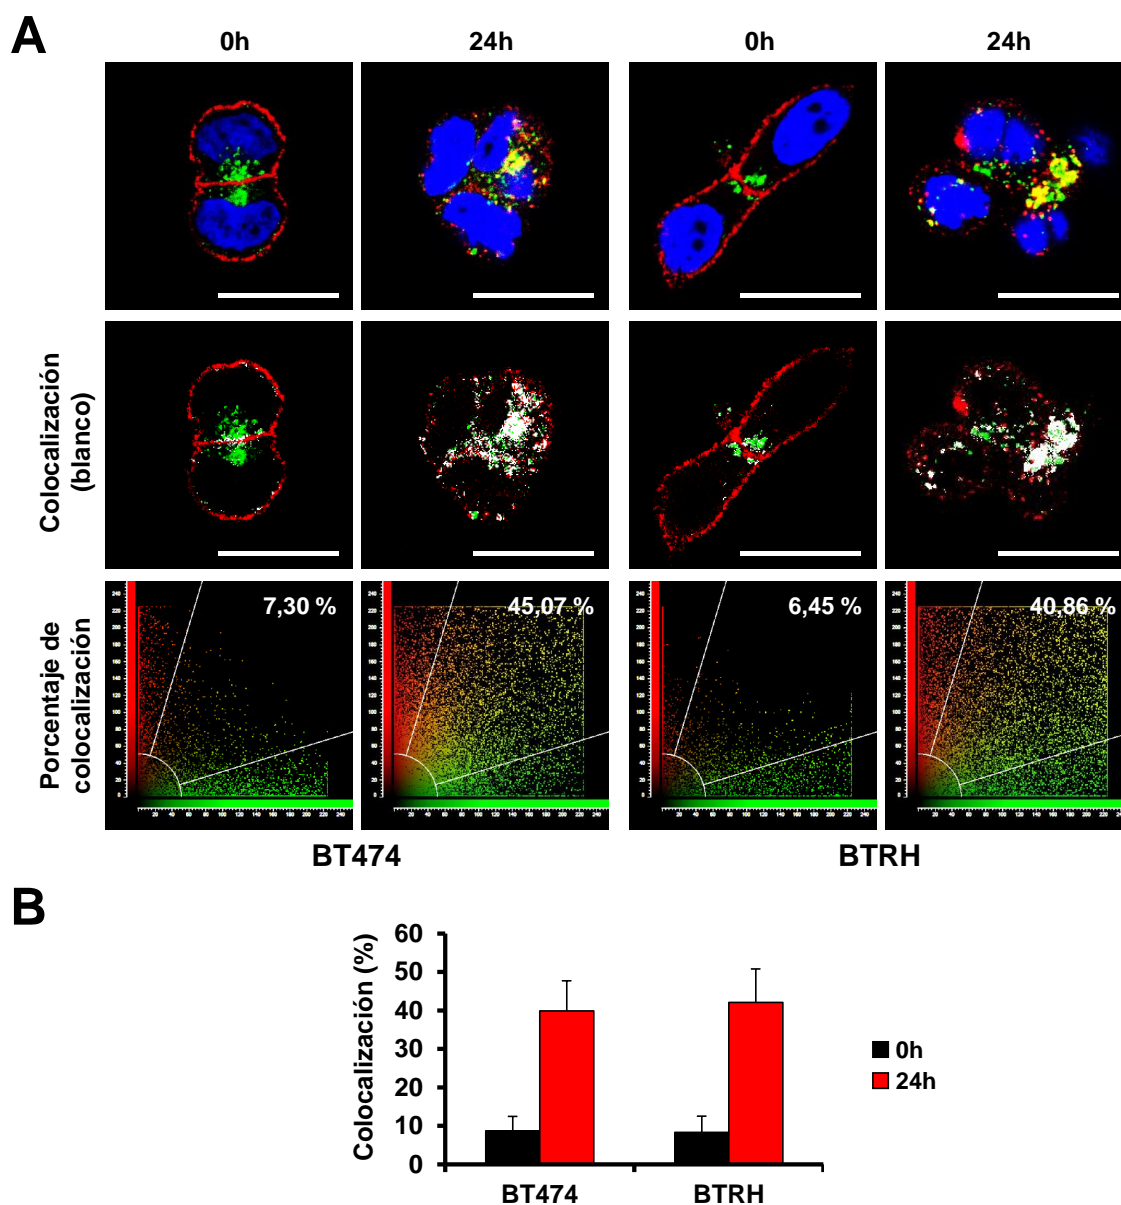 A
0h 24h 0h 24h
Colocalización
(blanco)
Porcentaje de
colocalización
7,30 % 45,07 % 6,45 % 40,86 %
BT474 BTRH
B
Colocalización (%)
60
50
40
30
20
10
0
BT474 BTRH
0h
24h